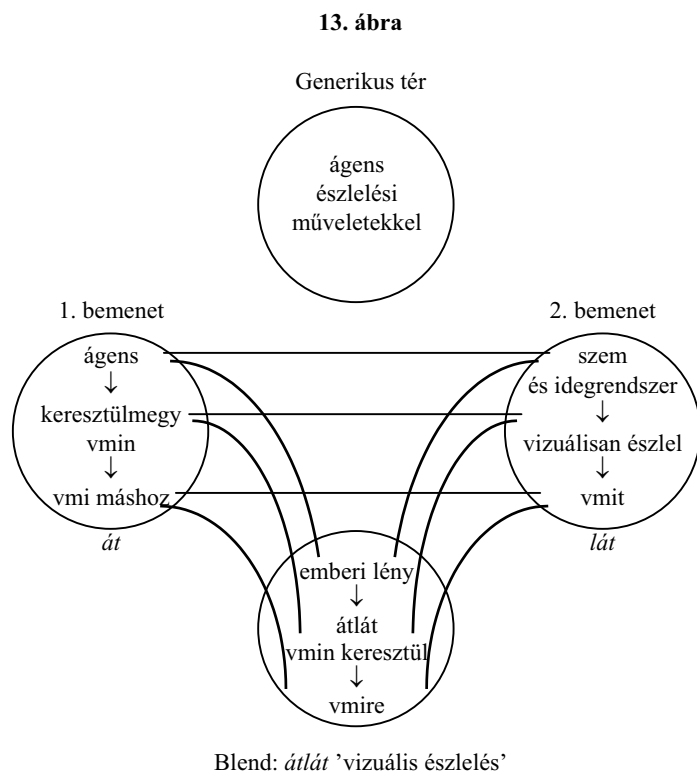 13. ábra
Generikus tér
ágens
észlelési
műveletekkel
1. bemenet
ágens
↓
keresztülmegy
vmin
↓
vmi máshoz
át
2. bemenet
szem
és idegrendszer
↓
vizuálisan észlel
↓
vmit
lát
emberi lény
↓
átlát
vmin keresztül
↓
vmire
Blend: átlát ’vizuális észlelés’